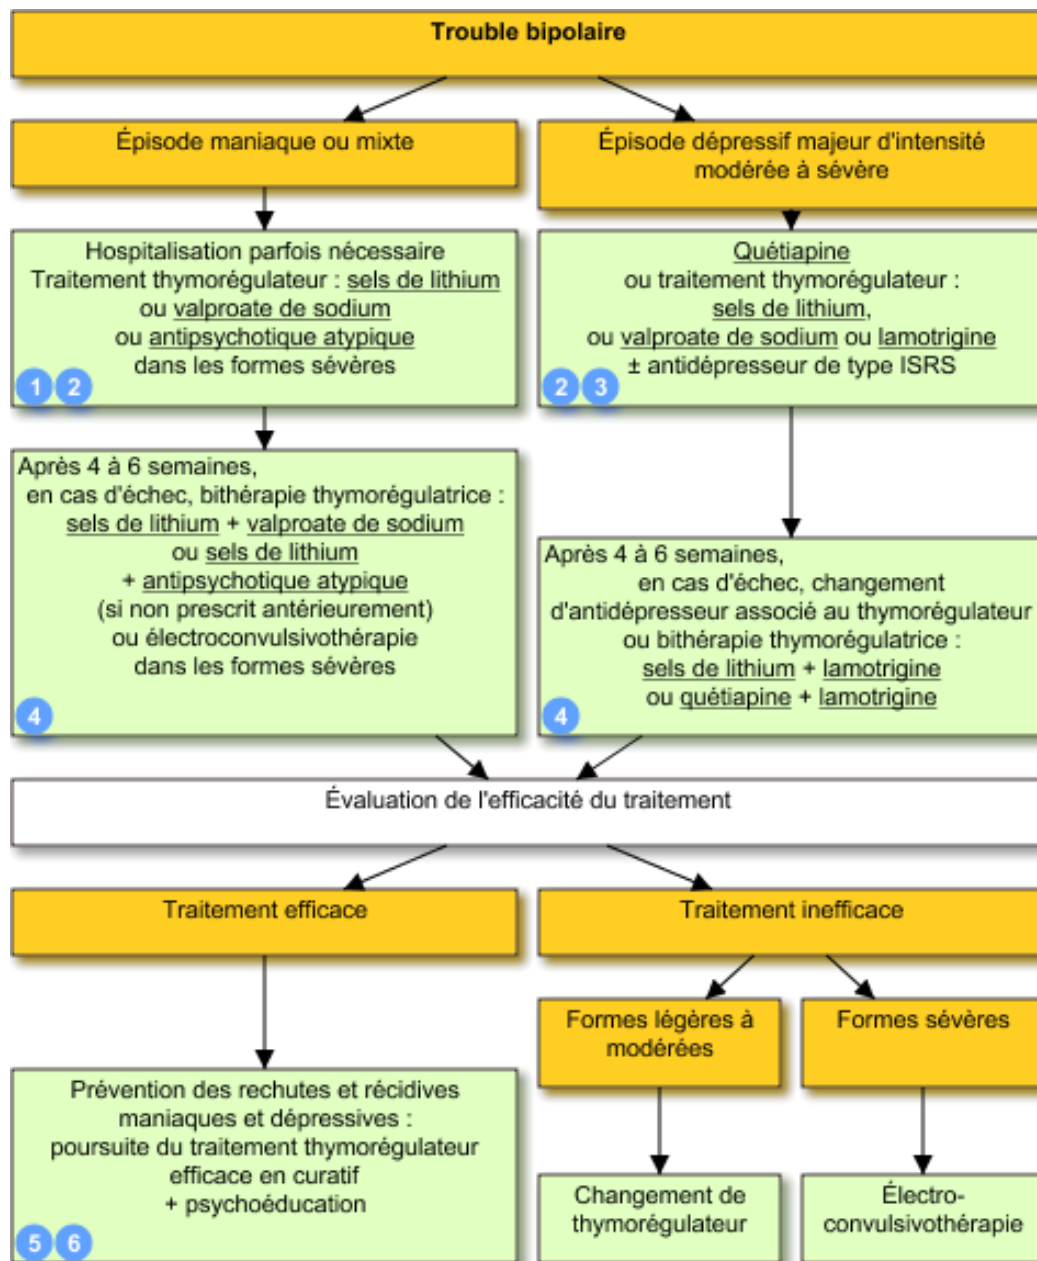 Trouble bipolaire
Épisode maniaque ou mixte
Épisode dépressif majeur d'intensité
modérée à sévère
Hospitalisation parfois nécessaire
Traitement thymorégulateur : sels de lithium
ou valproate de sodium
ou antipsychotique atypique
dans les formes sévères
1 2
Quétiapine
ou traitement thymorégulateur :
sels de lithium,
ou valproate de sodium ou lamotrigine
± antidépresseur de type ISRS
2 3
Après 4 à 6 semaines,
en cas d'échec, bithérapie thymorégulatrice :
sels de lithium + valproate de sodium
ou sels de lithium
+ antipsychotique atypique
(si non prescrit antérieurement)
ou électroconvulsivothérapie
dans les formes sévères
4
Après 4 à 6 semaines,
en cas d'échec, changement
d'antidépresseur associé au thymorégulateur
ou bithérapie thymorégulatrice :
sels de lithium + lamotrigine
ou quétiapine + lamotrigine
4
Évaluation de l'efficacité du traitement
Traitement efficace
Traitement inefficace
Formes légères à
modérées
Formes sévères
Prévention des rechutes et récidives
maniaques et dépressives :
poursuite du traitement thymorégulateur
efficace en curatif
+ psychoéducation
5 6
Changement de
thymorégulateur
Électro-
convulsivothérapie